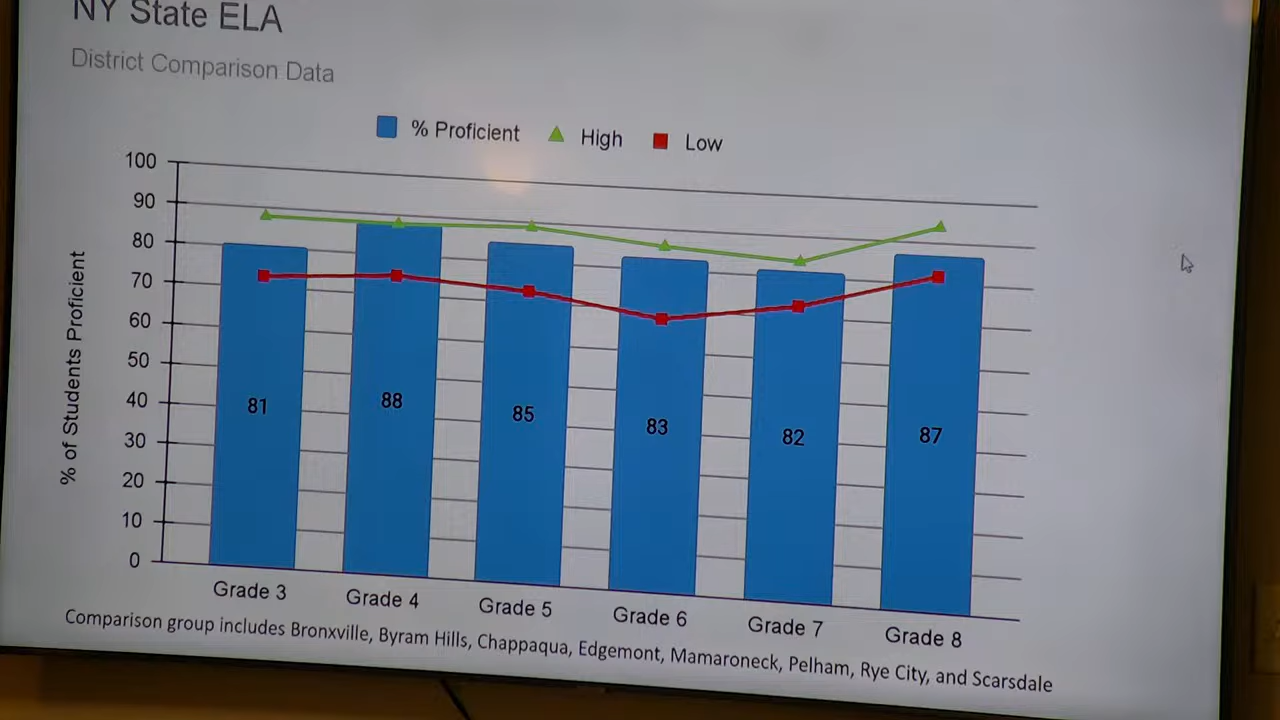 NY State ELA
District Comparison Data
% Proficient High Low
100
90
80
70
60
50
40
30
20
10
0
% of Students Proficient
81 88 85 83 82 87
Grade 3 Grade 4 Grade 5 Grade 6 Grade 7 Grade 8
Comparison group includes Bronxville, Byram Hills, Chappaqua, Edgemont, Mamaroneck, Pelham, Rye City, and Scarsdale